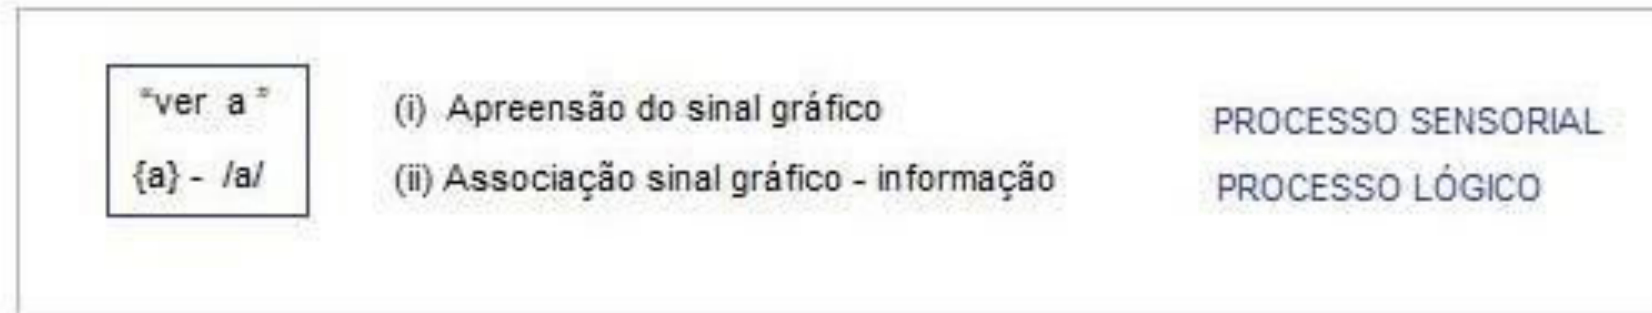 "ver a" (i) Apreensão do sinal gráfico PROCESSO SENSORIAL
{a} - /a/ (ii) Associação sinal gráfico - informação PROCESSO LÓGICO